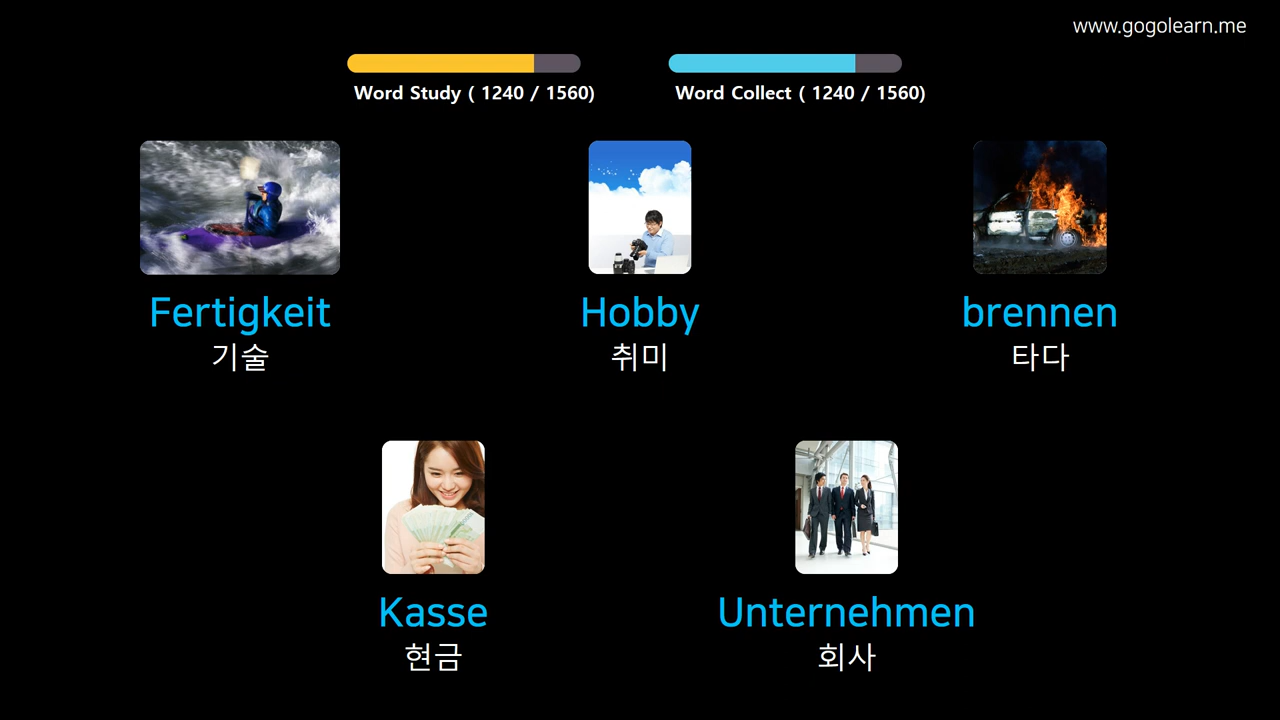 www.gogolearn.me
Word Study ( 1240 / 1560)
Word Collect ( 1240 / 1560)
Fertigkeit
기술
Hobby
취미
brennen
타다
Kasse
현금
Unternehmen
회사